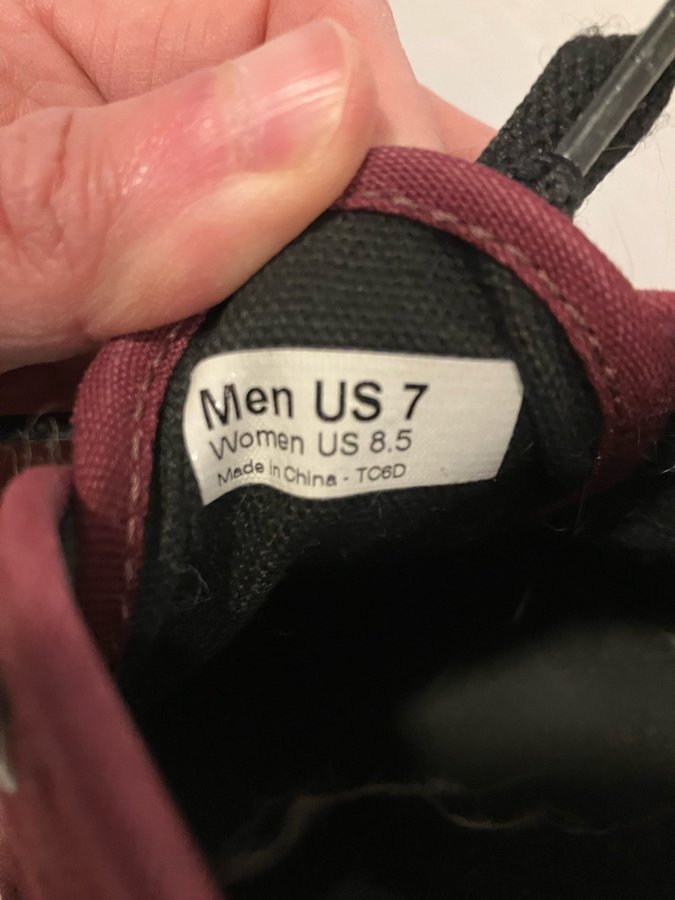 Men US 7
Women US 8.5
Made in China - TC6D